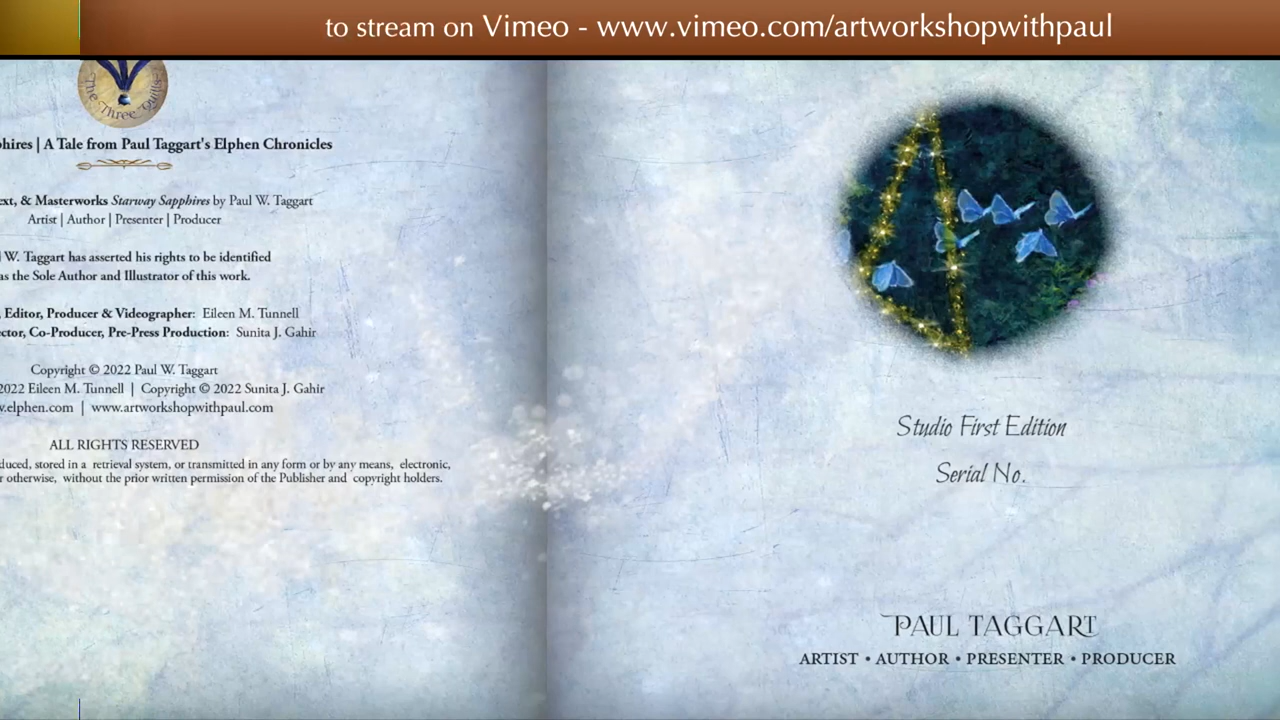 to stream on Vimeo - www.vimeo.com/artworkshopwithpaul
The Three Quills
| A Tale from Paul Taggart's Elphen Chronicles
& Masterworks Starway Sapphires by Paul W. Taggart
Artist | Author | Presenter | Producer
W. Taggart has asserted his rights to be identified
as the Sole Author and Illustrator of this work.
, Editor, Producer & Videographer: Eileen M. Tunnell
, Co-Producer, Pre-Press Production: Sunita J. Gahir
Copyright © 2022 Paul W. Taggart
2022 Eileen M. Tunnell | Copyright © 2022 Sunita J. Gahir
.elphen.com | www.artworkshopwithpaul.com
ALL RIGHTS RESERVED
stored in a retrieval system, or transmitted in any form or by any means, electronic,
otherwise, without the prior written permission of the Publisher and copyright holders.
Studio First Edition
Serial No.
PAUL TAGGART
ARTIST • AUTHOR • PRESENTER • PRODUCER